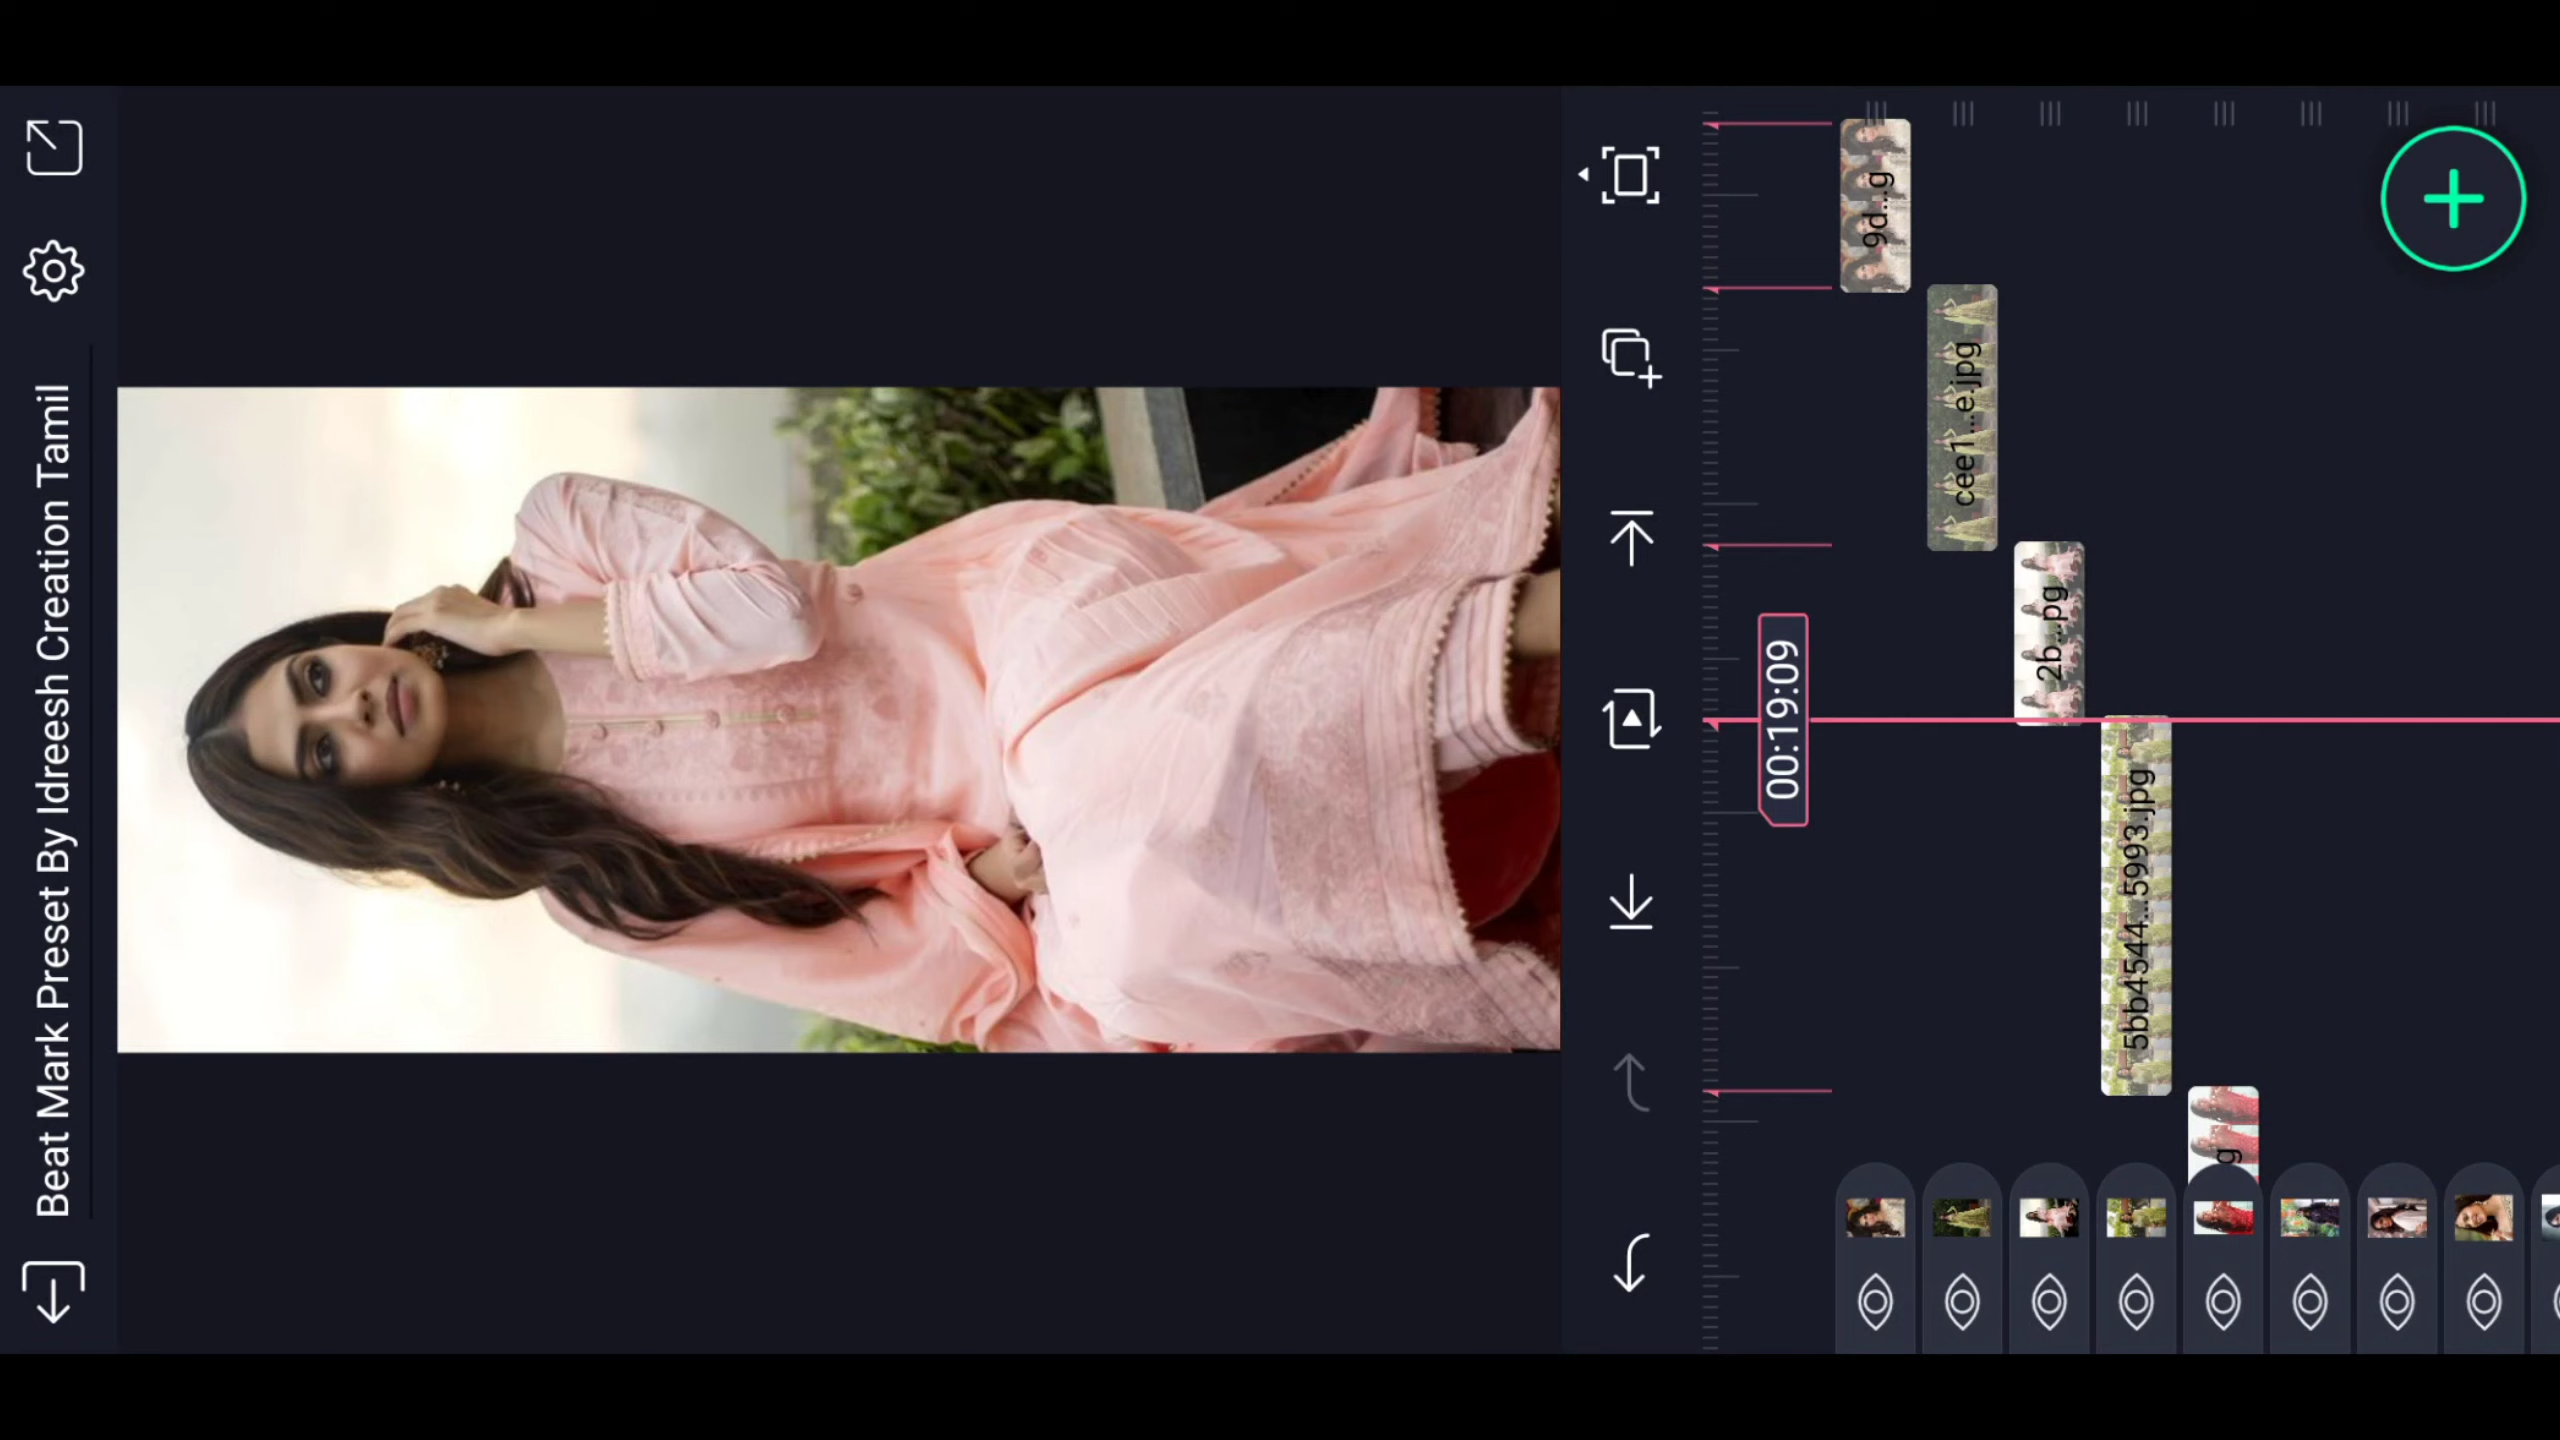 Beat Mark Preset By Idreesh Creation Tamil
00:19:09
9d...g
cee1...e.jpg
2b...pg
5bb4544...5993.jpg
g